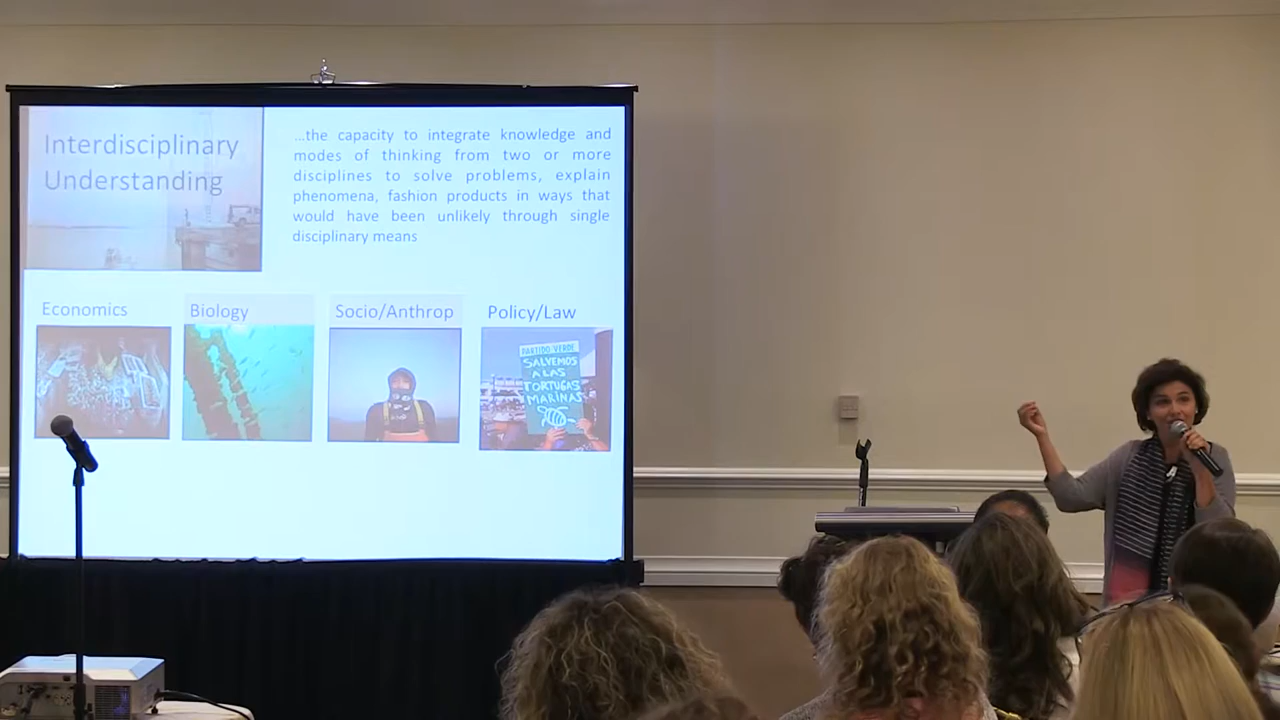 Interdisciplinary
Understanding
...the capacity to integrate knowledge and
modes of thinking from two or more
disciplines to solve problems, explain
phenomena, fashion products in ways that
would have been unlikely through single
disciplinary means
Economics
Biology
Socio/Anthrop
Policy/Law
PARTIDO VERDE
SALVEMOS
A LAS
TORTUGAS
MARINAS